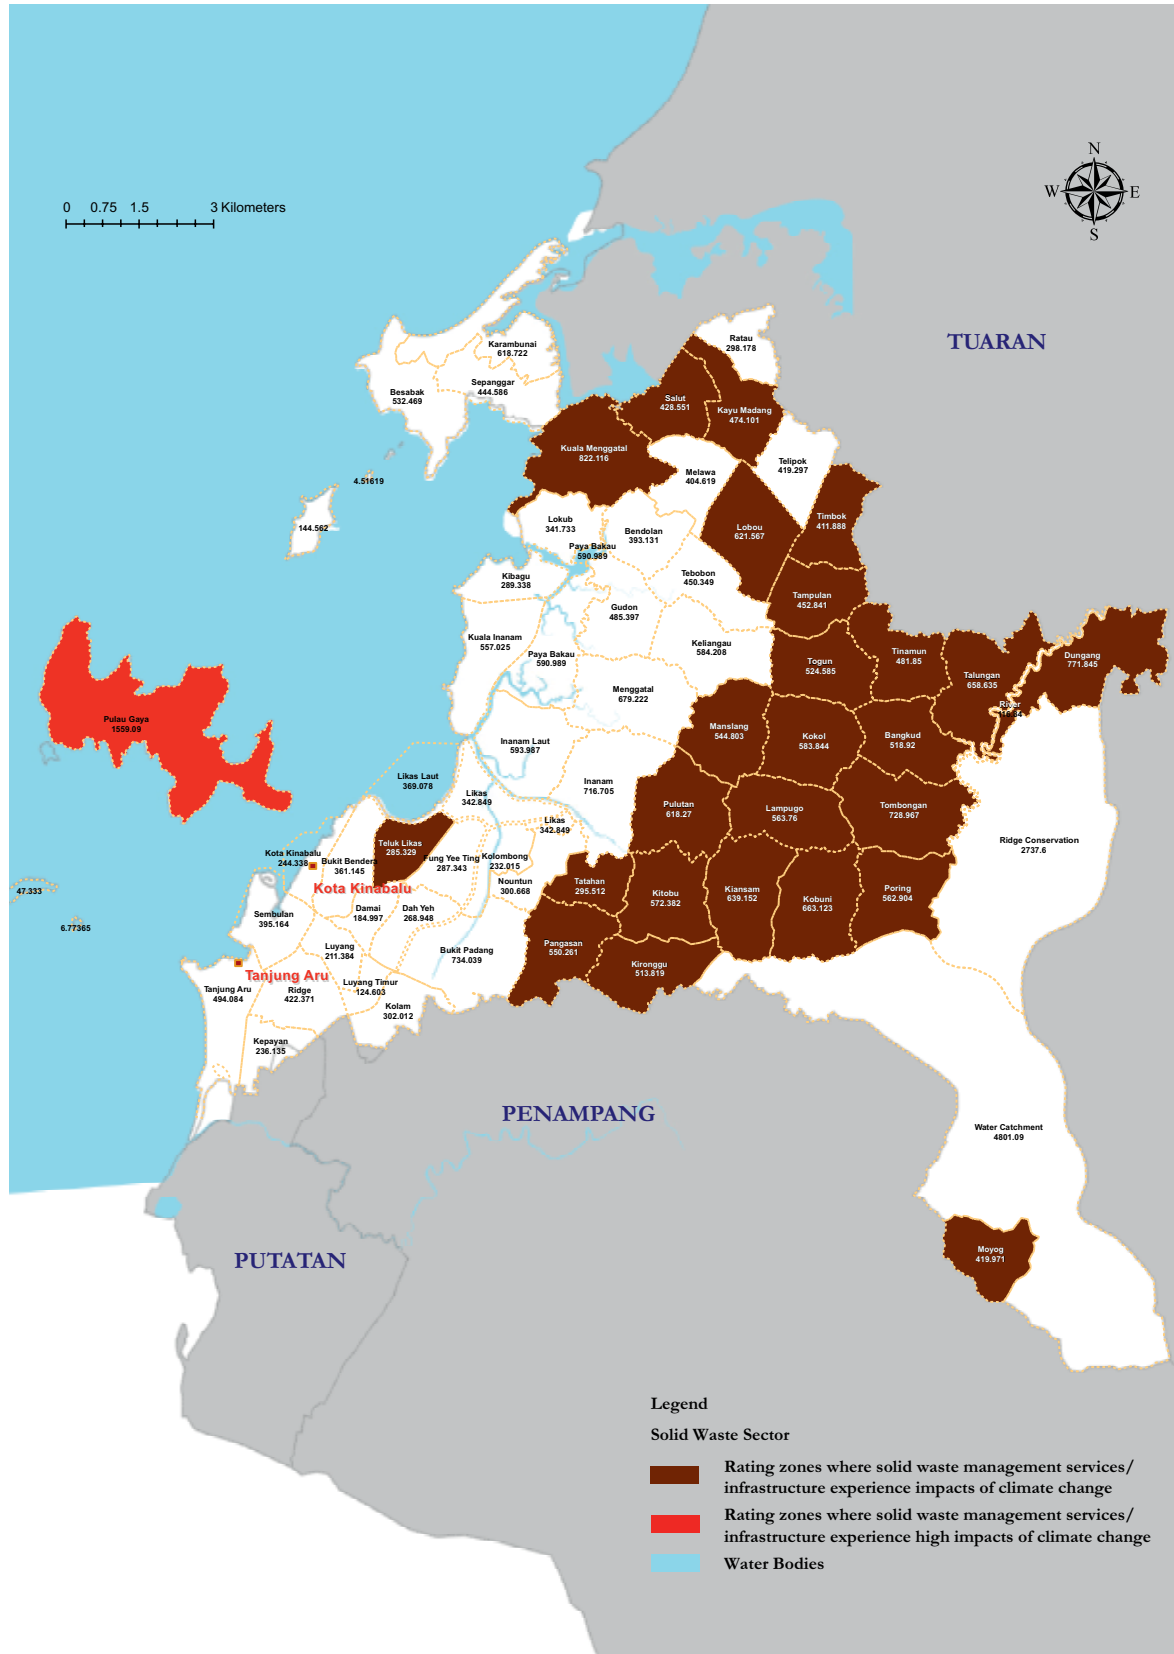 N
W E
S
0 0.75 1.5 3 Kilometers
TUARAN
Ratau
298.178
Karambunai
618.722
Sepanggar
444.586
Besabak
532.469
Salut
428.551
Kayu Madang
474.101
Kuala Menggatal
822.116
Telipok
419.297
Melawa
404.619
4.51619
144.562
Lokub
341.733
Bendolan
393.131
Lobou
621.567
Timbok
411.888
Paya Bakau
590.989
Kibagu
289.338
Tebobon
450.349
Tampulan
452.841
Gudon
485.397
Kuala Inanam
557.025
Paya Bakau
590.989
Keliangau
584.208
Togun
524.585
Tinamun
481.85
Talungan
658.635
Dungang
771.845
River
Menggatal
679.222
Pulau Gaya
1559.09
Manslang
544.803
Kokol
583.844
Bangkud
518.92
Inanam Laut
593.987
Inanam
716.705
Likas Laut
369.078
Likas
342.849
Likas
342.849
Pulutan
618.27
Lampugo
563.76
Tombongan
728.967
Ridge Conservation
2737.6
Teluk Likas
285.329
Kota Kinabalu
244.338
Bukit Bendera
361.145
Fung Yee Ting
287.343
Kolombong
232.015
Kota Kinabalu
Nountun
300.668
Tatahan
295.512
Kitobu
572.382
Kiansam
639.152
Kobuni
663.123
Poring
562.904
47.333
6.77365
Sembulan
395.164
Damai
184.997
Dah Yeh
268.948
Luyang
211.384
Bukit Padang
734.039
Pangasan
550.261
Kironggu
513.819
Tanjung Aru
Tanjung Aru
494.084
Ridge
422.371
Luyang Timur
124.603
Kolam
302.012
Kepayan
236.135
PENAMPANG
Water Catchment
4801.09
PUTATAN
Moyog
419.971
Legend
Solid Waste Sector
Rating zones where solid waste management services/
infrastructure experience impacts of climate change
Rating zones where solid waste management services/
infrastructure experience high impacts of climate change
Water Bodies